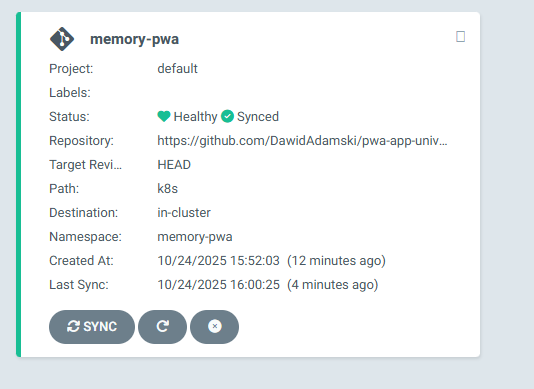 memory-pwa
Project: default
Labels:
Status: Healthy Synced
Repository: https://github.com/DawidAdamski/pwa-app-univ...
Target Revi... HEAD
Path: k8s
Destination: in-cluster
Namespace: memory-pwa
Created At: 10/24/2025 15:52:03 (12 minutes ago)
Last Sync: 10/24/2025 16:00:25 (4 minutes ago)
SYNC